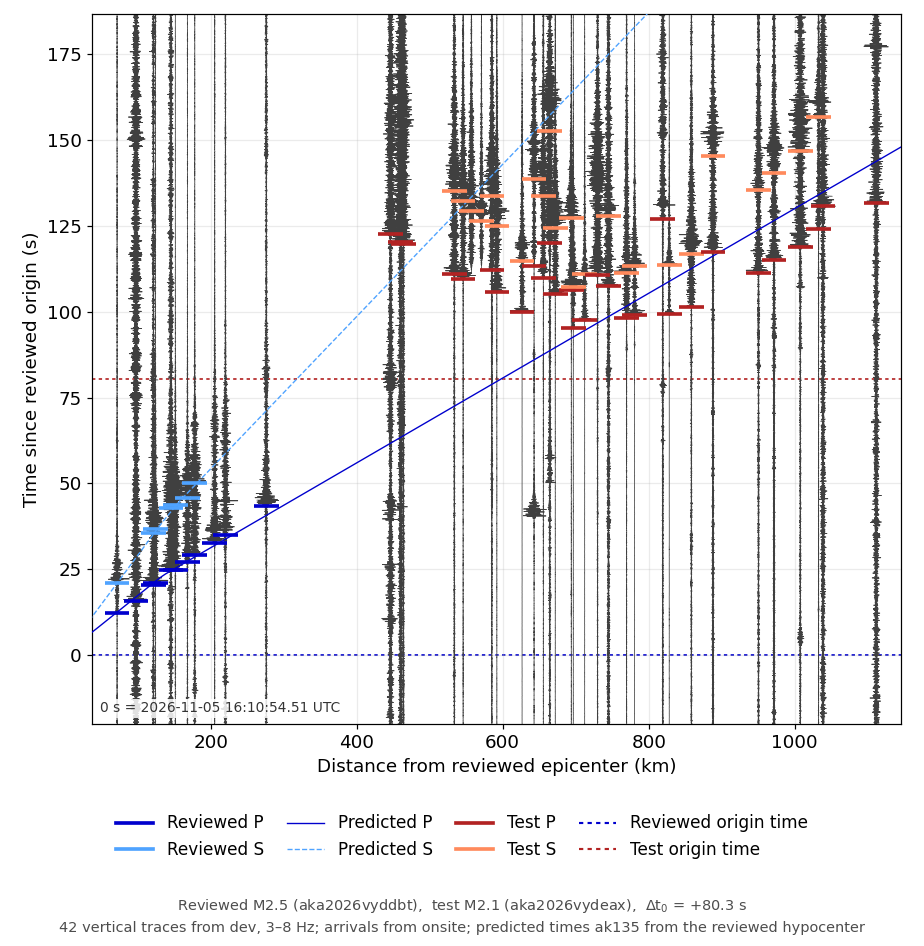 175
150
125
100
75
50
25
0
Time since reviewed origin (s)
0 s = 2026-11-05 16:10:54.51 UTC
200
400
600
800
1000
Distance from reviewed epicenter (km)
Reviewed P
Predicted P
Test P
Reviewed origin time
Reviewed S
Predicted S
Test S
Test origin time
Reviewed M2.5 (aka2026vyddbt), test M2.1 (aka2026vydeax), Δt₀ = +80.3 s
42 vertical traces from dev, 3–8 Hz; arrivals from onsite; predicted times ak135 from the reviewed hypocenter